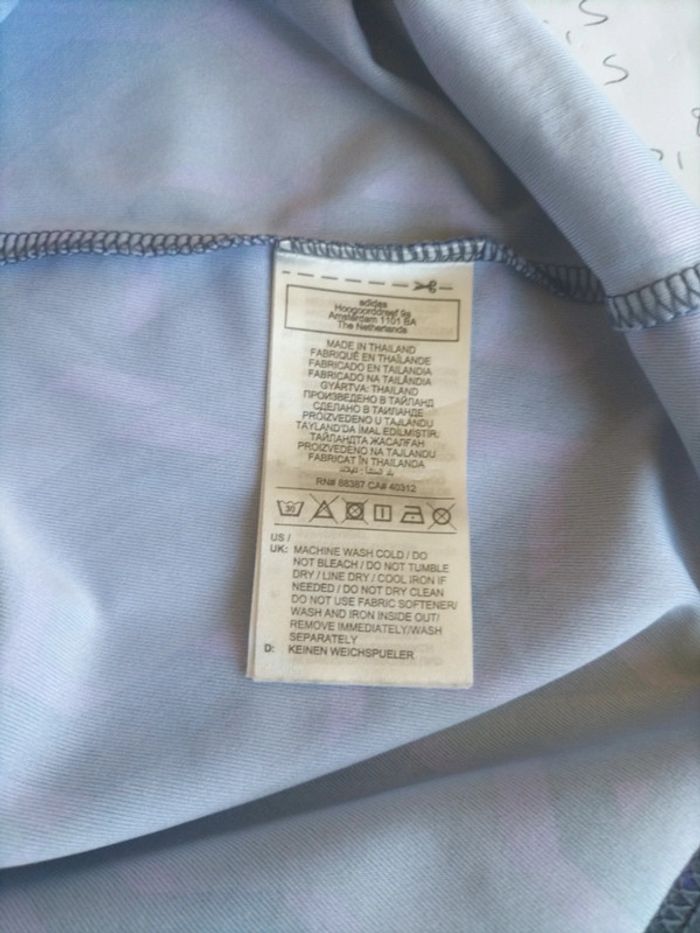 adidas
Hoogoorddreef 9a
Amsterdam 1101 BA
The Netherlands
MADE IN THAILAND
FABRIQUÉ EN THAÏLANDE
FABRICADO EN TAILANDIA
FABRICADO NA TAILÂNDIA
GYÁRTVA: THAILAND
ПРОИЗВЕДЕНО В ТАЙЛАНД
СДЕЛАНО В ТАИЛАНДЕ
PROIZVEDENO U TAJLANDU
TAYLAND'DA İMAL EDİLMİŞTİR.
ТАЙЛАНДТА ЖАСАЛҒАН
PROIZVEDENO NA TAJLANDU
FABRICAT ÎN THAILANDA
RN# 88387 CA# 40312
30
US /
UK: MACHINE WASH COLD / DO
NOT BLEACH / DO NOT TUMBLE
DRY / LINE DRY / COOL IRON IF
NEEDED / DO NOT DRY CLEAN
DO NOT USE FABRIC SOFTENER/
WASH AND IRON INSIDE OUT/
REMOVE IMMEDIATELY/WASH
SEPARATELY
D: KEINEN WEICHSPUELER